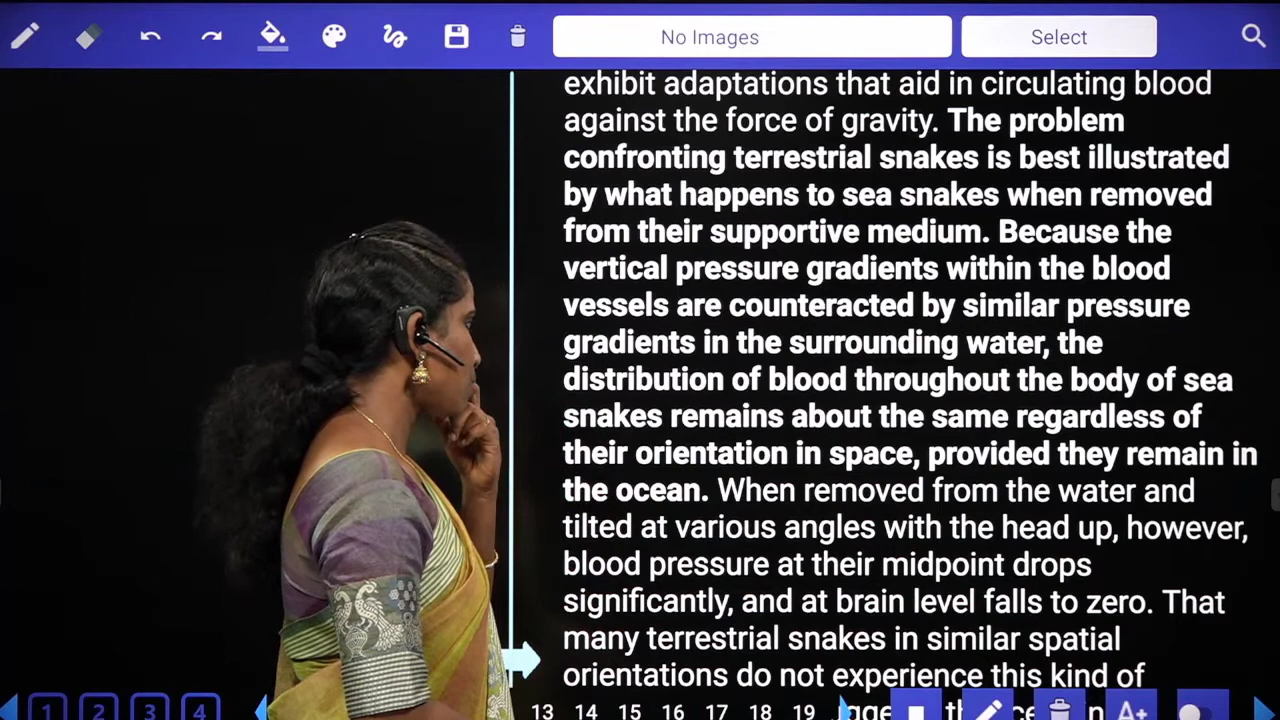 No Images
Select
exhibit adaptations that aid in circulating blood
against the force of gravity. The problem
confronting terrestrial snakes is best illustrated
by what happens to sea snakes when removed
from their supportive medium. Because the
vertical pressure gradients within the blood
vessels are counteracted by similar pressure
gradients in the surrounding water, the
distribution of blood throughout the body of sea
snakes remains about the same regardless of
their orientation in space, provided they remain in
the ocean. When removed from the water and
tilted at various angles with the head up, however,
blood pressure at their midpoint drops
significantly, and at brain level falls to zero. That
many terrestrial snakes in similar spatial
orientations do not experience this kind of
1 2 3 4 13 14 15 16 17 18 19
A+